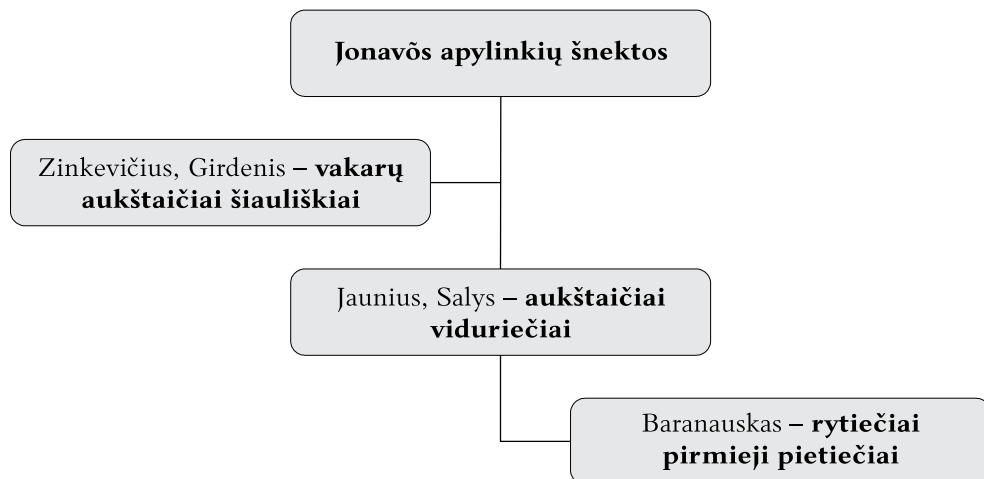 Jonavõs apylinkių šnektos
Zinkevičius, Girdenis – vakarų
aukštaičiai šiauliškiai
Jaunius, Salys – aukštaičiai
viduriečiai
Baranauskas – rytiečiai
pirmieji pietiečiai